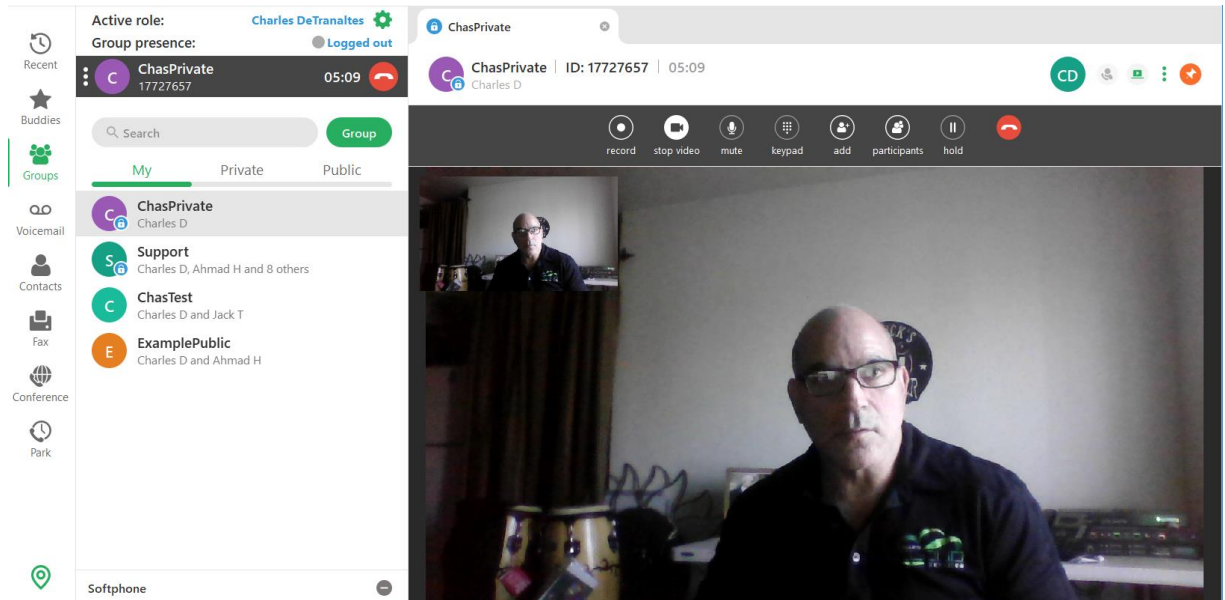 Recent
Buddies
Groups
Voicemail
Contacts
Fax
Conference
Park
Active role: Charles DeTranaltes
Group presence: Logged out
C ChasPrivate 05:09
17727657
Search Group
My Private Public
C ChasPrivate
Charles D
S Support
Charles D, Ahmad H and 8 others
C ChasTest
Charles D and Jack T
E ExamplePublic
Charles D and Ahmad H
Softphone
ChasPrivate
C ChasPrivate ID: 17727657 05:09
Charles D
CD
record stop video mute keypad add participants hold